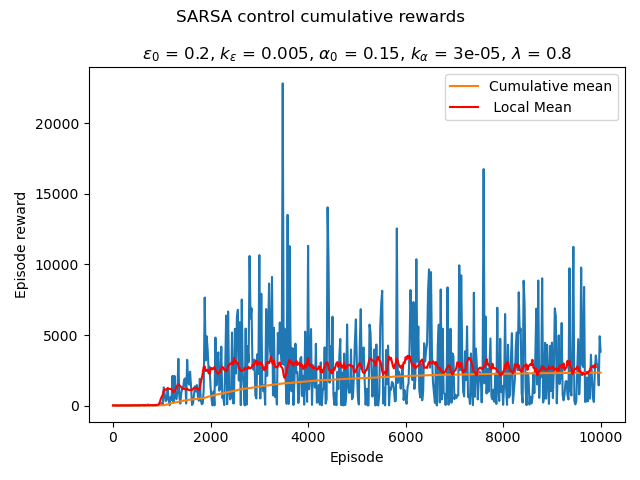 SARSA control cumulative rewards
ε₀ = 0.2, kε = 0.005, α₀ = 0.15, kα = 3e-05, λ = 0.8
Cumulative mean
Local Mean
Episode reward
20000
15000
10000
5000
0
0 2000 4000 6000 8000 10000
Episode